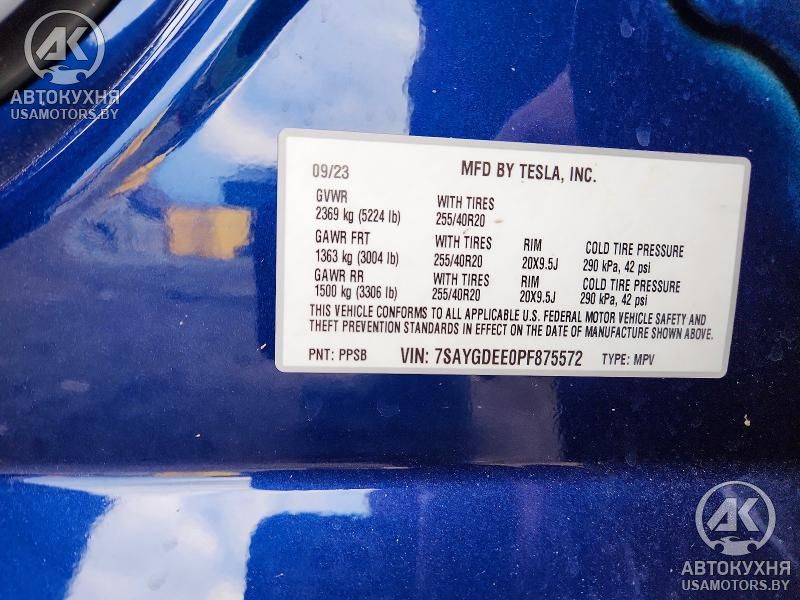 AK
АВТОКУХНЯ
USAMOTORS.BY
09/23 MFD BY TESLA, INC.
GVWR WITH TIRES
2369 kg (5224 lb) 255/40R20
GAWR FRT WITH TIRES RIM COLD TIRE PRESSURE
1363 kg (3004 lb) 255/40R20 20X9.5J 290 kPa, 42 psi
GAWR RR WITH TIRES RIM COLD TIRE PRESSURE
1500 kg (3306 lb) 255/40R20 20X9.5J 290 kPa, 42 psi
THIS VEHICLE CONFORMS TO ALL APPLICABLE U.S. FEDERAL MOTOR VEHICLE SAFETY AND
THEFT PREVENTION STANDARDS IN EFFECT ON THE DATE OF MANUFACTURE SHOWN ABOVE.
PNT: PPSB VIN: 7SAYGDEE0PF875572 TYPE: MPV
AK
АВТОКУХНЯ
USAMOTORS.BY